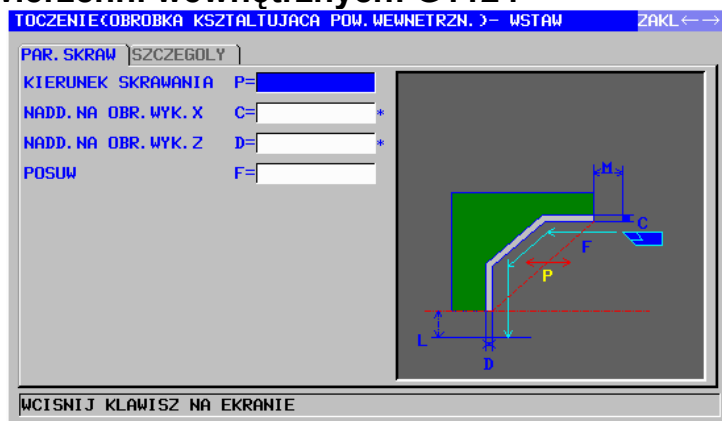 TOCZENIE(OBROBKA KSZTALTUJACA POW.WEWNETRZN.)- WSTAW ZAKL←→
PAR.SKRAW SZCZEGOLY
KIERUNEK SKRAWANIA P=
NADD.NA OBR.WYK.X C= *
NADD.NA OBR.WYK.Z D= *
POSUW F=
M
C
F
P
L
D
WCISNIJ KLAWISZ NA EKRANIE